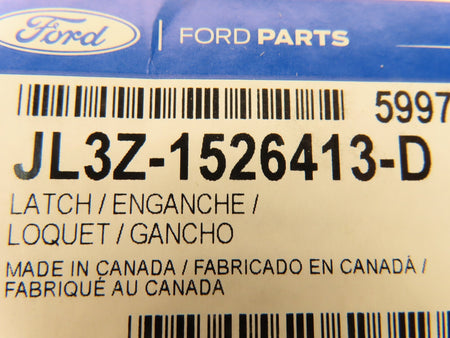 Ford
FORD PARTS
5997
JL3Z-1526413-D
LATCH / ENGANCHE /
LOQUET / GANCHO
MADE IN CANADA / FABRICADO EN CANADÁ /
FABRIQUÉ AU CANADA